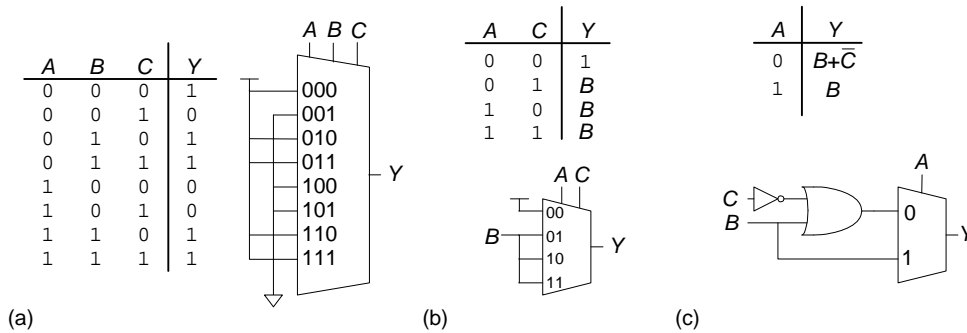 A B C Y
0 0 0 1
0 0 1 0
0 1 0 1
0 1 1 1
1 0 0 0
1 0 1 0
1 1 0 1
1 1 1 1
A B C
000
001
010
011
100
101
110
111
Y
(a)
A C Y
0 0 1
0 1 B
1 0 B
1 1 B
A C
00
01
10
11
B
Y
(b)
A Y
0 B+C̅
1 B
A
C
B
0
1
Y
(c)